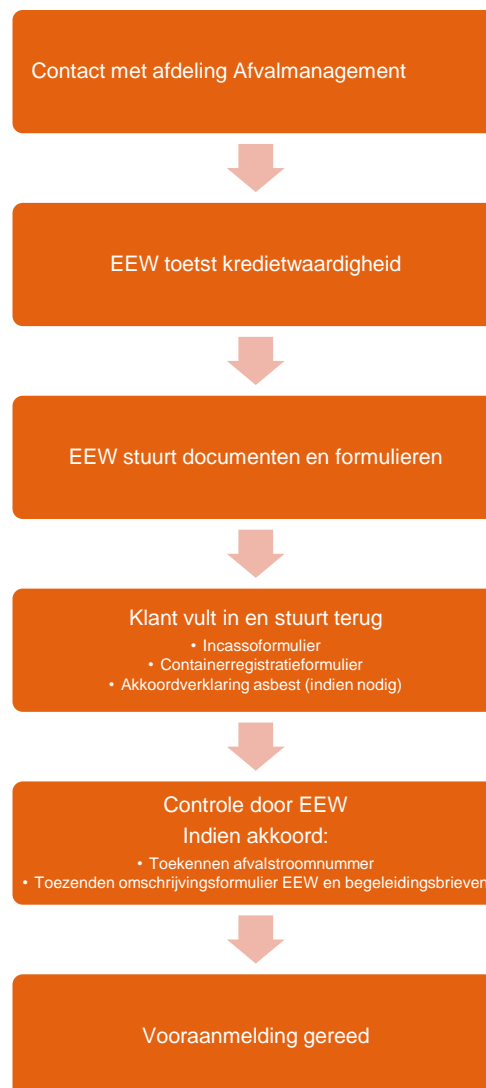 Contact met afdeling Afvalmanagement
EEW toetst kredietwaardigheid
EEW stuurt documenten en formulieren
Klant vult in en stuurt terug
• Incassoformulier
• Containerregistratieformulier
• Akkoordverklaring asbest (indien nodig)
Controle door EEW
Indien akkoord:
• Toekennen afvalstroomnummer
• Toezenden omschrijvingsformulier EEW en begeleidingsbrieven
Vooraanmelding gereed